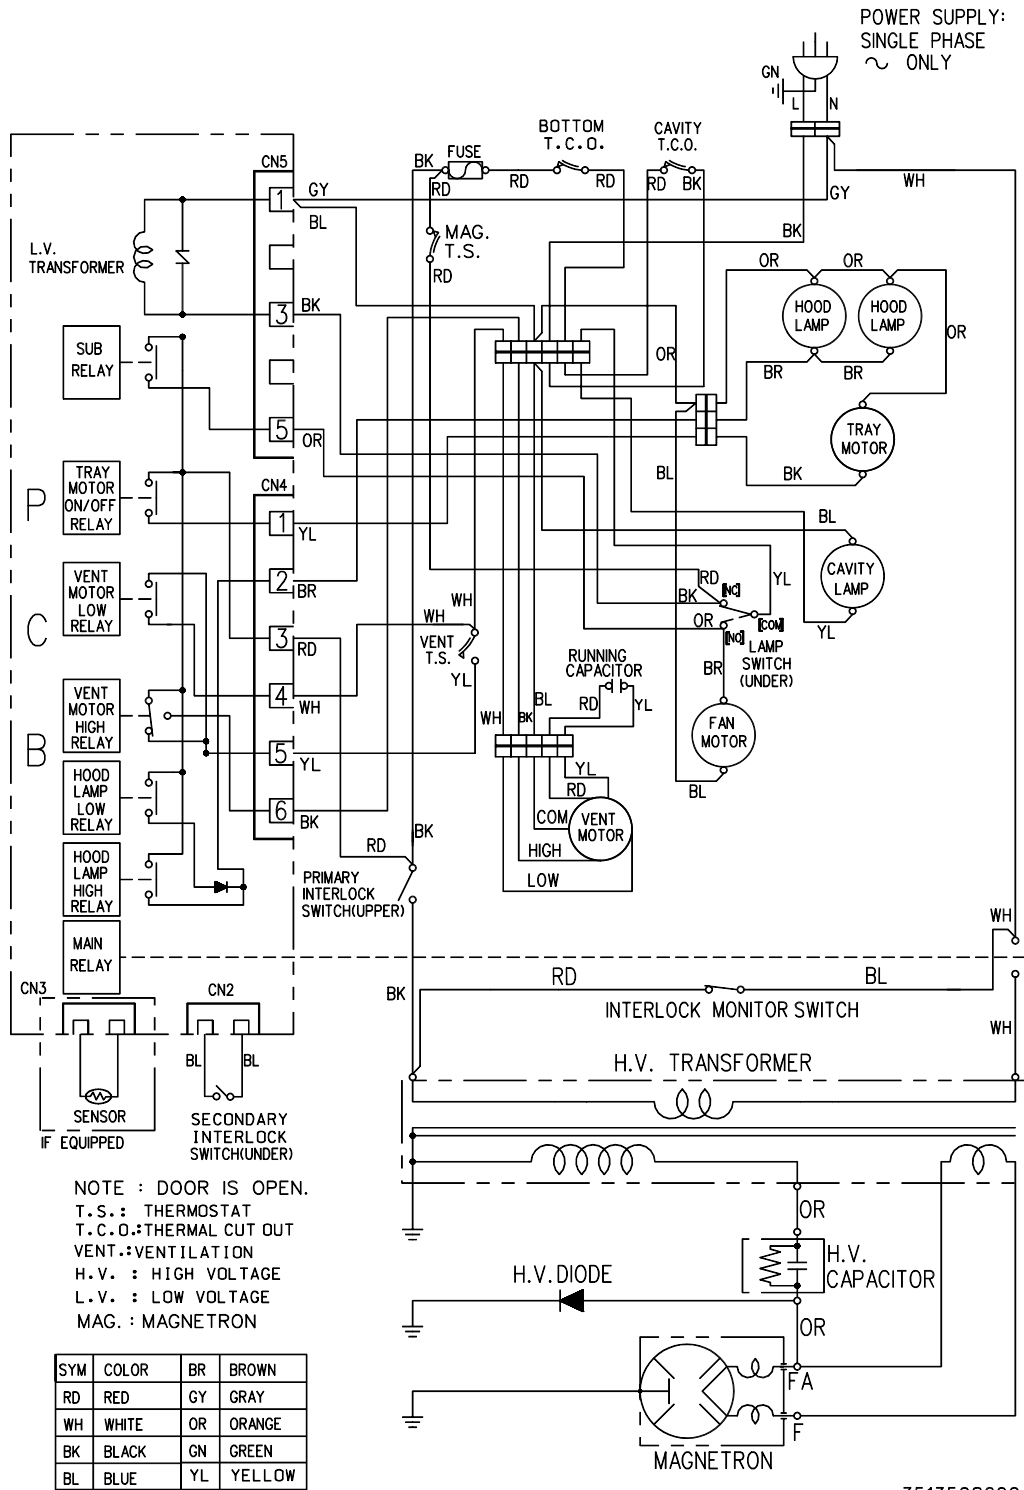 POWER SUPPLY:
SINGLE PHASE
~ ONLY
GN
L
N
BOTTOM
T.C.O.
CAVITY
T.C.O.
FUSE
BK
RD
RD
RD
RD
BK
WH
GY
CN5
1
GY
BL
BK
MAG.
T.S.
RD
L.V.
TRANSFORMER
OR
OR
HOOD
LAMP
HOOD
LAMP
OR
3
BK
SUB
RELAY
OR
BR
BR
5
OR
TRAY
MOTOR
BL
BK
P
TRAY
MOTOR
ON/OFF
RELAY
CN4
1
YL
BL
VENT
MOTOR
LOW
RELAY
2
BR
CAVITY
LAMP
RD
[NC]
YL
BK
WH
WH
C
3
RD
OR
[COM]
[NO]
YL
VENT
T.S.
LAMP
SWITCH
(UNDER)
RUNNING
CAPACITOR
BR
YL
VENT
MOTOR
HIGH
RELAY
4
WH
BL
RD
YL
WH
BK
FAN
MOTOR
B
5
YL
HOOD
LAMP
LOW
RELAY
YL
RD
BL
6
BK
COM
VENT
MOTOR
BK
RD
HIGH
HOOD
LAMP
HIGH
RELAY
LOW
PRIMARY
INTERLOCK
SWITCH(UPPER)
WH
MAIN
RELAY
CN3
CN2
BK
RD
BL
INTERLOCK MONITOR SWITCH
WH
BL
BL
H.V. TRANSFORMER
SENSOR
IF EQUIPPED
SECONDARY
INTERLOCK
SWITCH(UNDER)
NOTE : DOOR IS OPEN.
T.S.: THERMOSTAT
T.C.O.:THERMAL CUT OUT
VENT.:VENTILATION
H.V. : HIGH VOLTAGE
L.V. : LOW VOLTAGE
MAG. : MAGNETRON
OR
H.V.
CAPACITOR
H.V.DIODE
OR
FA
F
MAGNETRON
SYM COLOR BR BROWN
RD RED GY GRAY
WH WHITE OR ORANGE
BK BLACK GN GREEN
BL BLUE YL YELLOW